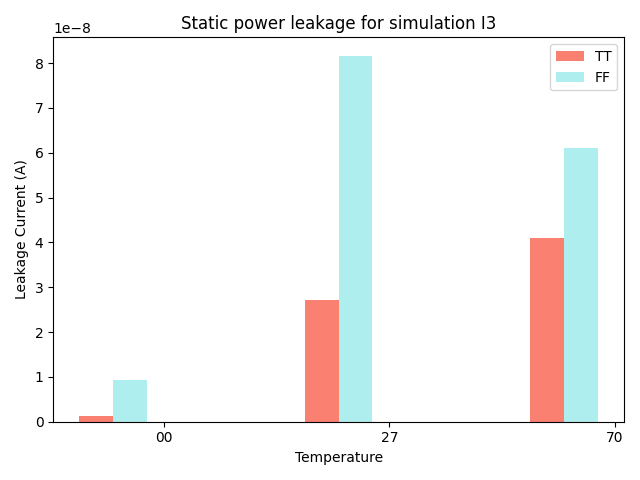 Static power leakage for simulation I3
1e−8
TT
FF
8
7
6
5
4
3
2
1
0
Leakage Current (A)
00
27
70
Temperature